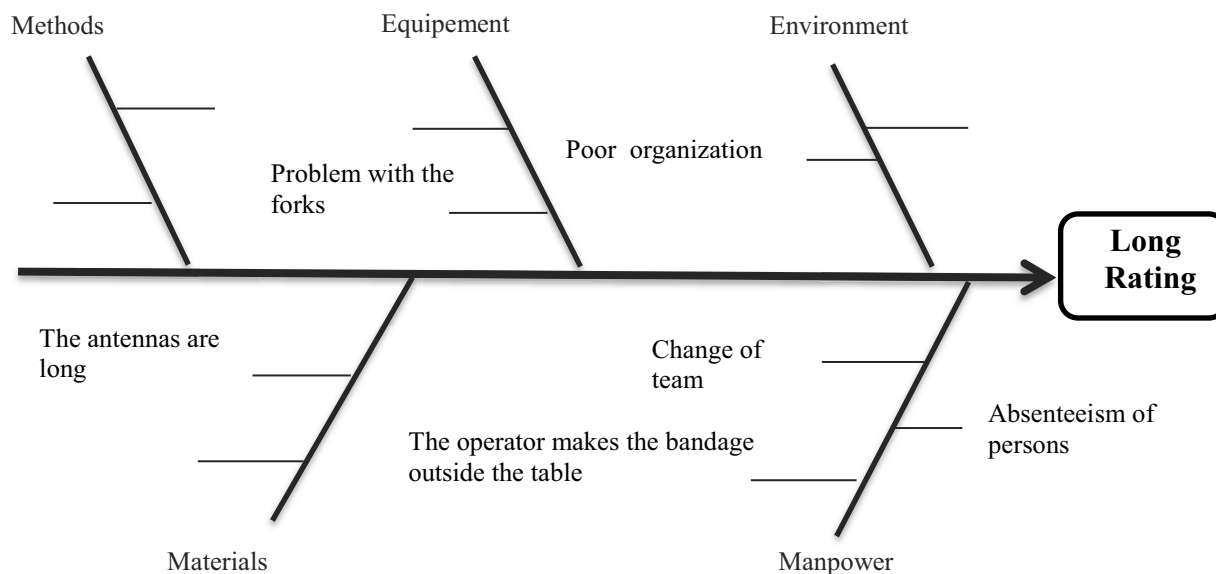 Methods
Equipement
Environment
Poor organization
Problem with the
forks
Long
Rating
The antennas are
long
Change of
team
Absenteeism of
persons
The operator makes the bandage
outside the table
Materials
Manpower